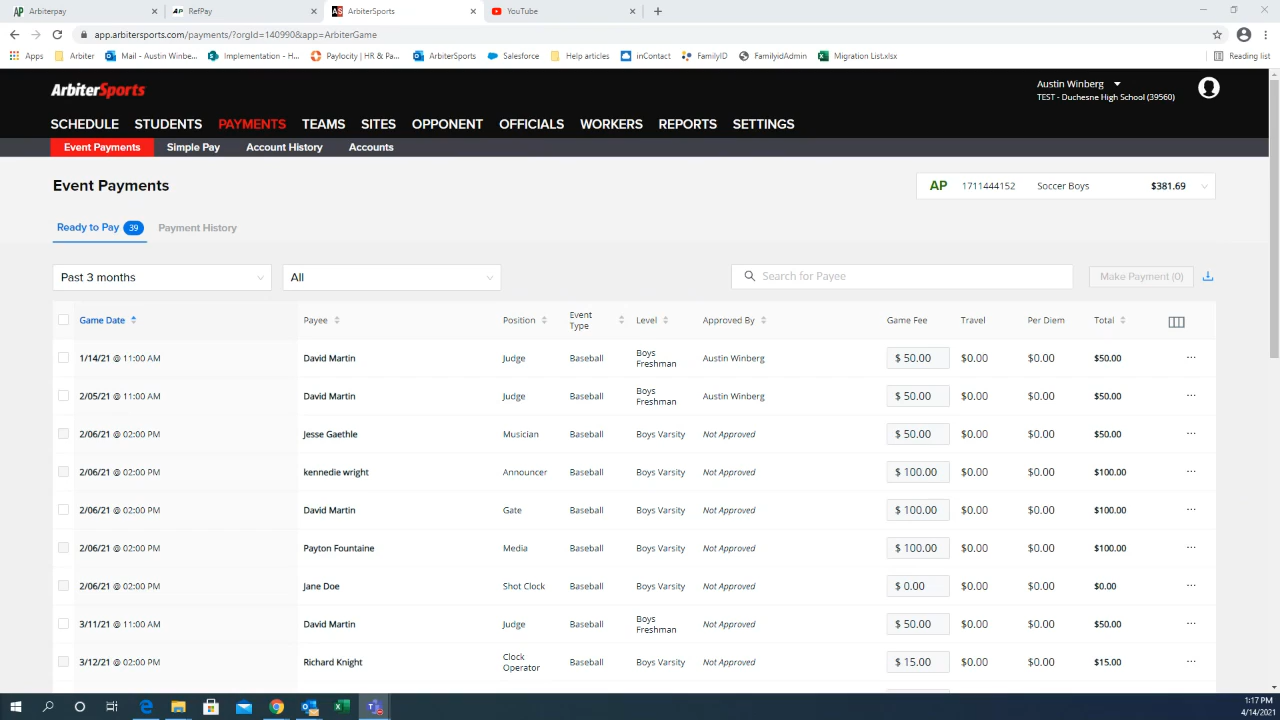 Arbiterpay
RefPay
ArbiterSports
YouTube
app.arbitersports.com/payments/?orgId=140990&app=ArbiterGame
Apps Arbiter Mail - Austin Winbe... Implementation - H... Paylocity | HR & Pa... ArbiterSports Salesforce Help articles inContact FamilyID FamilyidAdmin Migration List.xlsx Reading list
ArbiterSports
Austin Winberg
TEST - Duchesne High School (39560)
SCHEDULE STUDENTS PAYMENTS TEAMS SITES OPPONENT OFFICIALS WORKERS REPORTS SETTINGS
Event Payments Simple Pay Account History Accounts
Event Payments
AP 1711444152 Soccer Boys $381.69
Ready to Pay 39 Payment History
Past 3 months All Search for Payee Make Payment (0)
Game Date Payee Position Event Type Level Approved By Game Fee Travel Per Diem Total
1/14/21 @ 11:00 AM David Martin Judge Baseball Boys Freshman Austin Winberg $ 50.00 $0.00 $0.00 $50.00 ...
2/05/21 @ 11:00 AM David Martin Judge Baseball Boys Freshman Austin Winberg $ 50.00 $0.00 $0.00 $50.00 ...
2/06/21 @ 02:00 PM Jesse Gaethle Musician Baseball Boys Varsity Not Approved $ 50.00 $0.00 $0.00 $50.00 ...
2/06/21 @ 02:00 PM kennedie wright Announcer Baseball Boys Varsity Not Approved $ 100.00 $0.00 $0.00 $100.00 ...
2/06/21 @ 02:00 PM David Martin Gate Baseball Boys Varsity Not Approved $ 100.00 $0.00 $0.00 $100.00 ...
2/06/21 @ 02:00 PM Payton Fountaine Media Baseball Boys Varsity Not Approved $ 100.00 $0.00 $0.00 $100.00 ...
2/06/21 @ 02:00 PM Jane Doe Shot Clock Baseball Boys Varsity Not Approved $ 0.00 $0.00 $0.00 $0.00 ...
3/11/21 @ 11:00 AM David Martin Judge Baseball Boys Freshman Not Approved $ 50.00 $0.00 $0.00 $50.00 ...
3/12/21 @ 02:00 PM Richard Knight Clock Operator Baseball Boys Varsity Not Approved $ 15.00 $0.00 $0.00 $15.00 ...
1:17 PM
4/14/2021